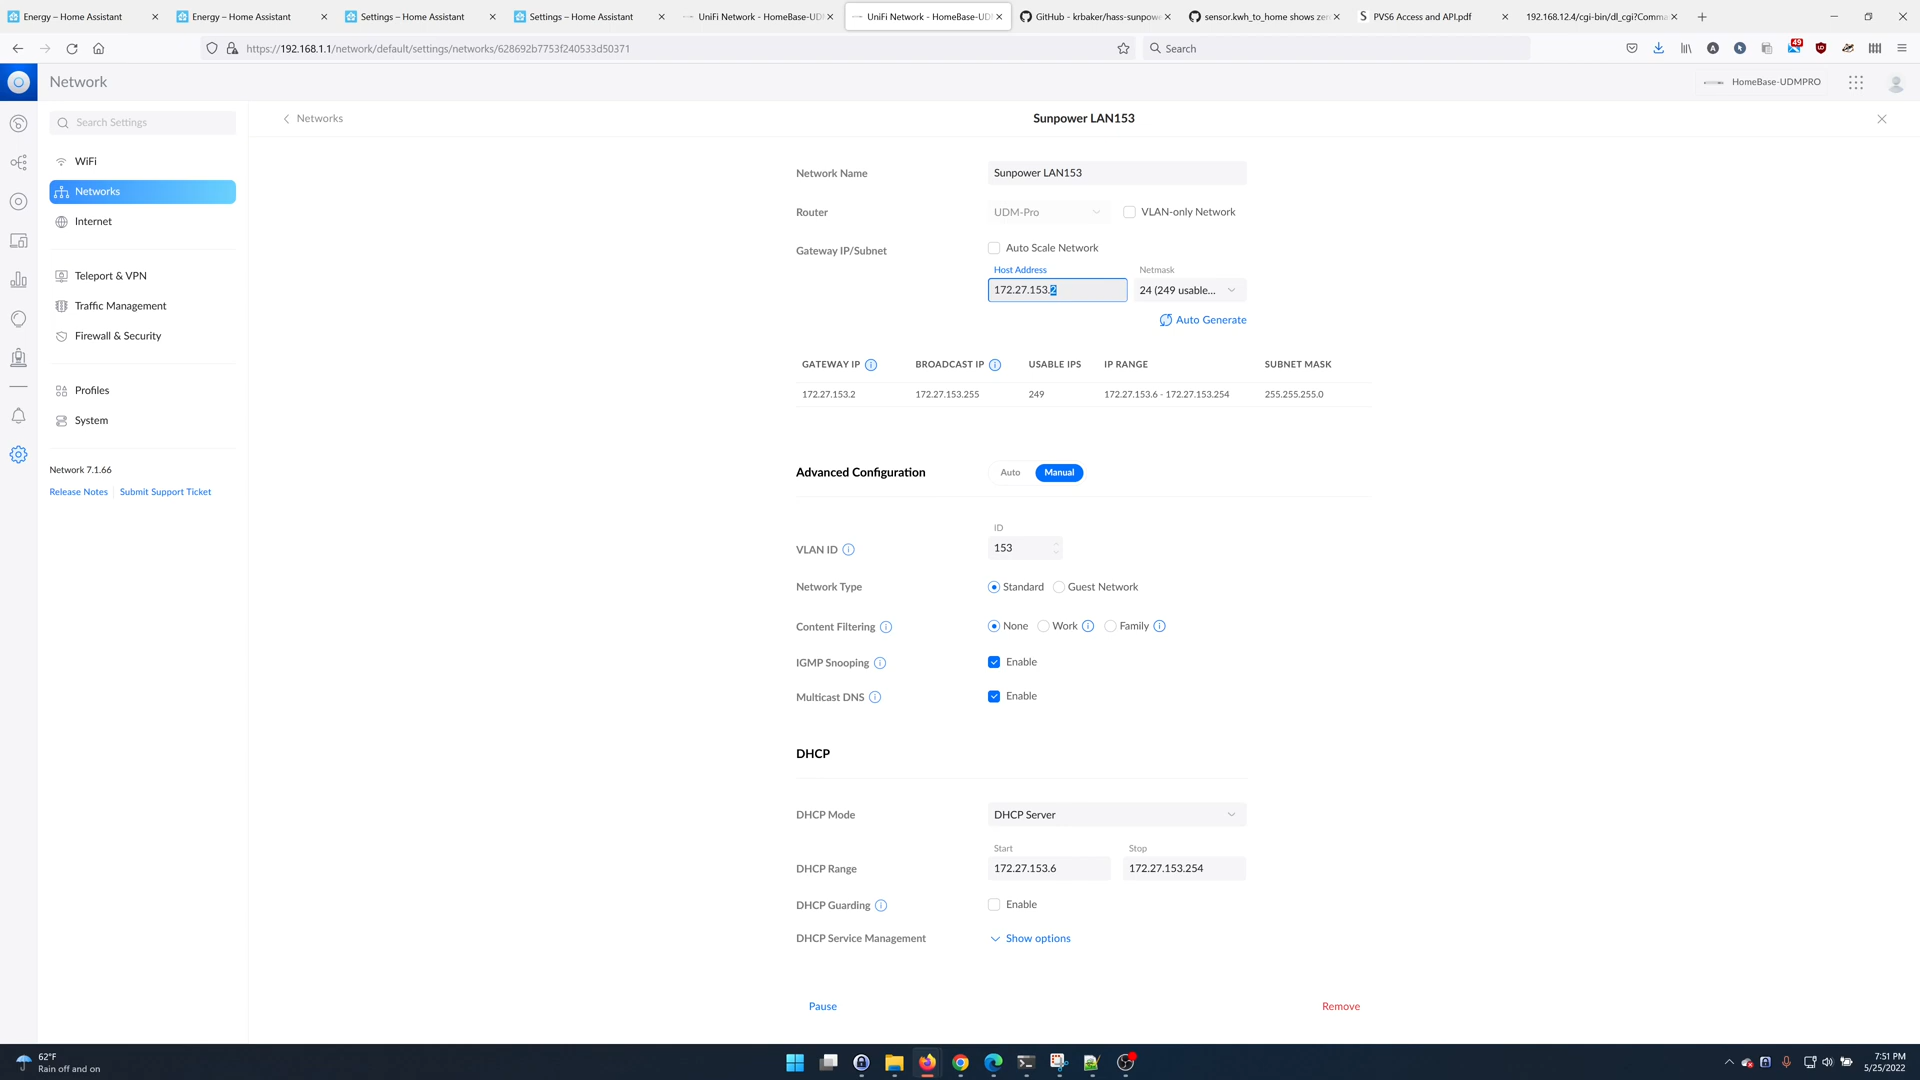 Energy – Home Assistant
Energy – Home Assistant
Settings – Home Assistant
Settings – Home Assistant
UniFi Network - HomeBase-UD
UniFi Network - HomeBase-UD
GitHub - krbaker/hass-sunpowe
sensor.kwh_to_home shows zer
PVS6 Access and API.pdf
192.168.12.4/cgi-bin/dl_cgi?Comma
https://192.168.1.1/network/default/settings/networks/628692b7753f240533d50371
Search
49
Network
HomeBase-UDMPRO
Search Settings
WiFi
Networks
Internet
Teleport & VPN
Traffic Management
Firewall & Security
Profiles
System
Network 7.1.66
Release Notes
Submit Support Ticket
Networks
Sunpower LAN153
Network Name
Sunpower LAN153
Router
UDM-Pro
VLAN-only Network
Gateway IP/Subnet
Auto Scale Network
Host Address
Netmask
172.27.153.2
24 (249 usable...
Auto Generate
GATEWAY IP
BROADCAST IP
USABLE IPS
IP RANGE
SUBNET MASK
172.27.153.2
172.27.153.255
249
172.27.153.6 - 172.27.153.254
255.255.255.0
Advanced Configuration
Auto
Manual
ID
VLAN ID
153
Network Type
Standard
Guest Network
Content Filtering
None
Work
Family
IGMP Snooping
Enable
Multicast DNS
Enable
DHCP
DHCP Mode
DHCP Server
Start
Stop
DHCP Range
172.27.153.6
172.27.153.254
DHCP Guarding
Enable
DHCP Service Management
Show options
Pause
Remove
62°F
Rain off and on
7:51 PM
5/25/2022